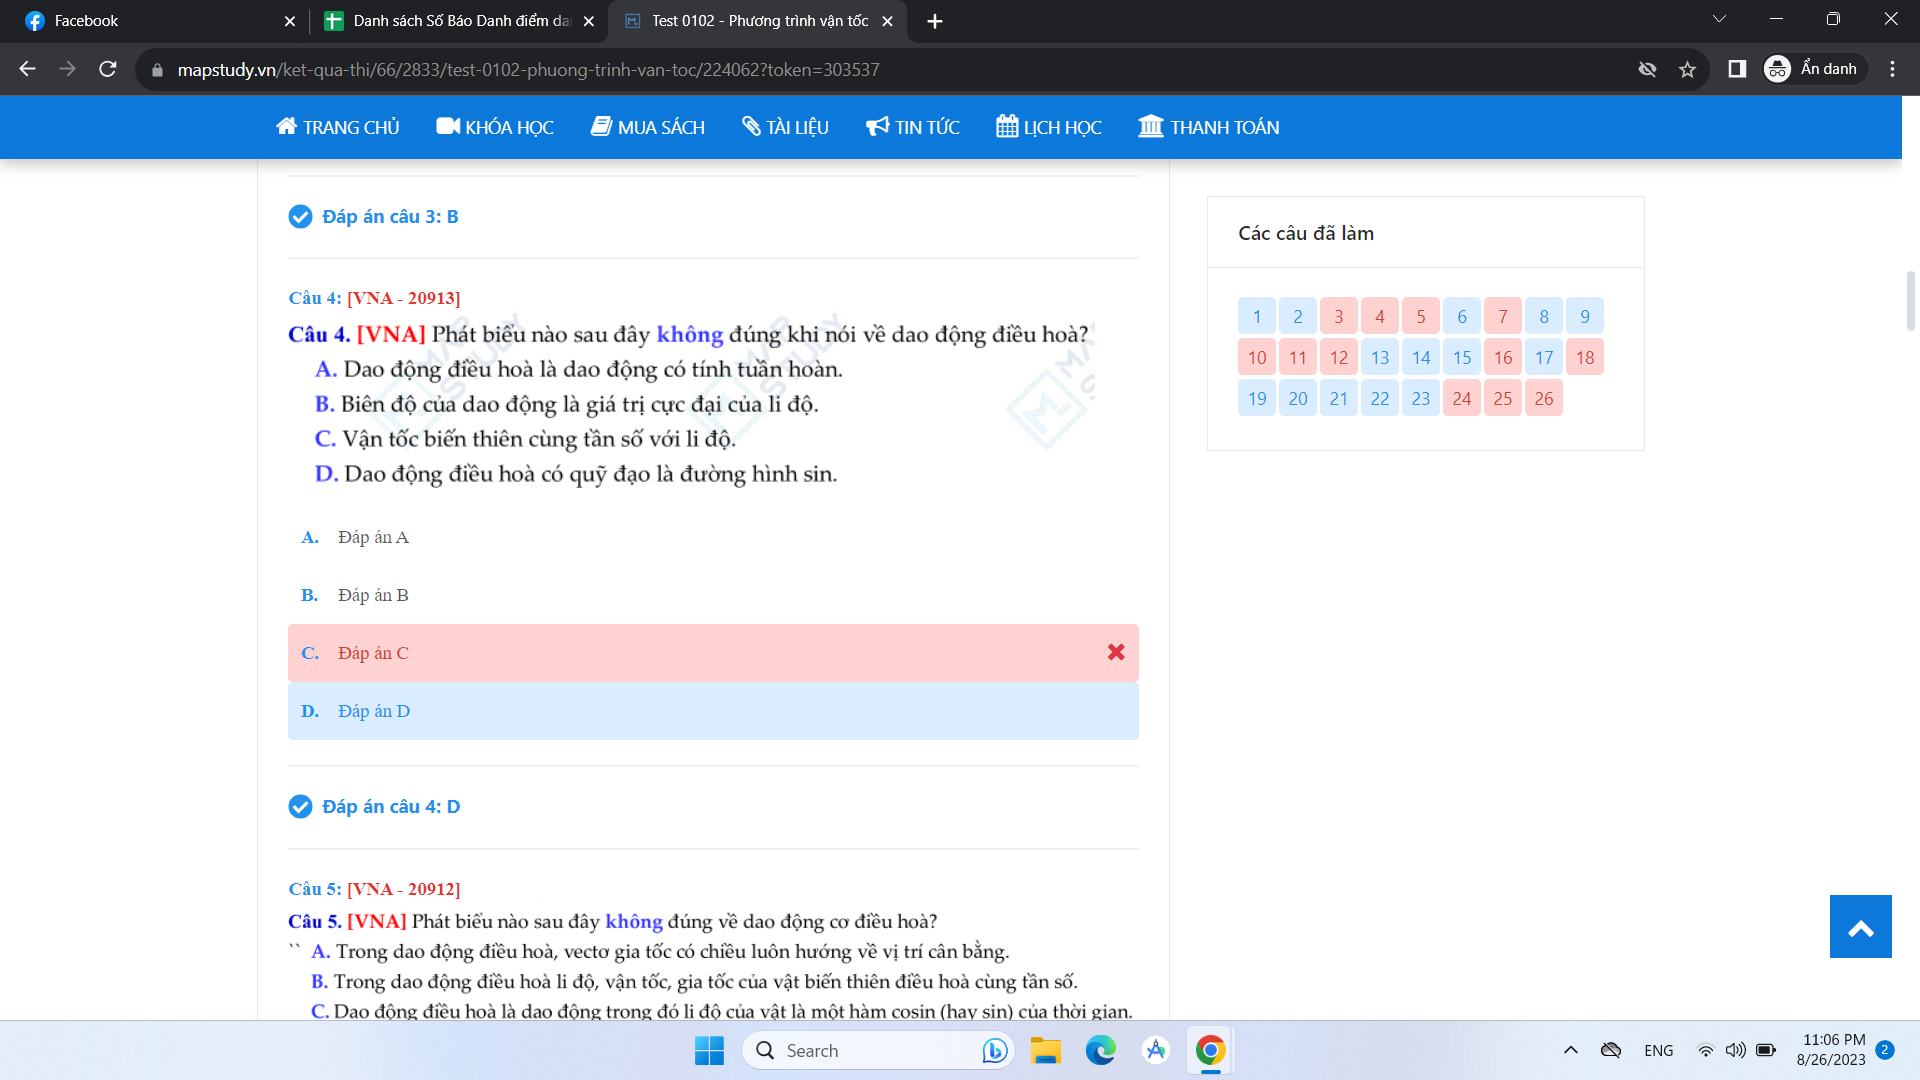 Facebook
Danh sách Số Báo Danh điểm da
Test 0102 - Phương trình vận tốc
mapstudy.vn/ket-qua-thi/66/2833/test-0102-phuong-trinh-van-toc/224062?token=303537
Ẩn danh
TRANG CHỦ
KHÓA HỌC
MUA SÁCH
TÀI LIỆU
TIN TỨC
LỊCH HỌC
THANH TOÁN
Đáp án câu 3: B
Câu 4: [VNA - 20913]
Câu 4. [VNA] Phát biểu nào sau đây không đúng khi nói về dao động điều hoà?
A. Dao động điều hoà là dao động có tính tuần hoàn.
B. Biên độ của dao động là giá trị cực đại của li độ.
C. Vận tốc biến thiên cùng tần số với li độ.
D. Dao động điều hoà có quỹ đạo là đường hình sin.
MAP STUDY
MAP STUDY
A. Đáp án A
B. Đáp án B
C. Đáp án C
D. Đáp án D
Đáp án câu 4: D
Câu 5: [VNA - 20912]
Câu 5. [VNA] Phát biểu nào sau đây không đúng về dao động cơ điều hoà?
`` A. Trong dao động điều hoà, vectơ gia tốc có chiều luôn hướng về vị trí cân bằng.
B. Trong dao động điều hoà li độ, vận tốc, gia tốc của vật biến thiên điều hoà cùng tần số.
C. Dao động điều hoà là dao động trong đó li độ của vật là một hàm cosin (hay sin) của thời gian.
Các câu đã làm
1 2 3 4 5 6 7 8 9
10 11 12 13 14 15 16 17 18
19 20 21 22 23 24 25 26
Search
ENG
11:06 PM
8/26/2023
2